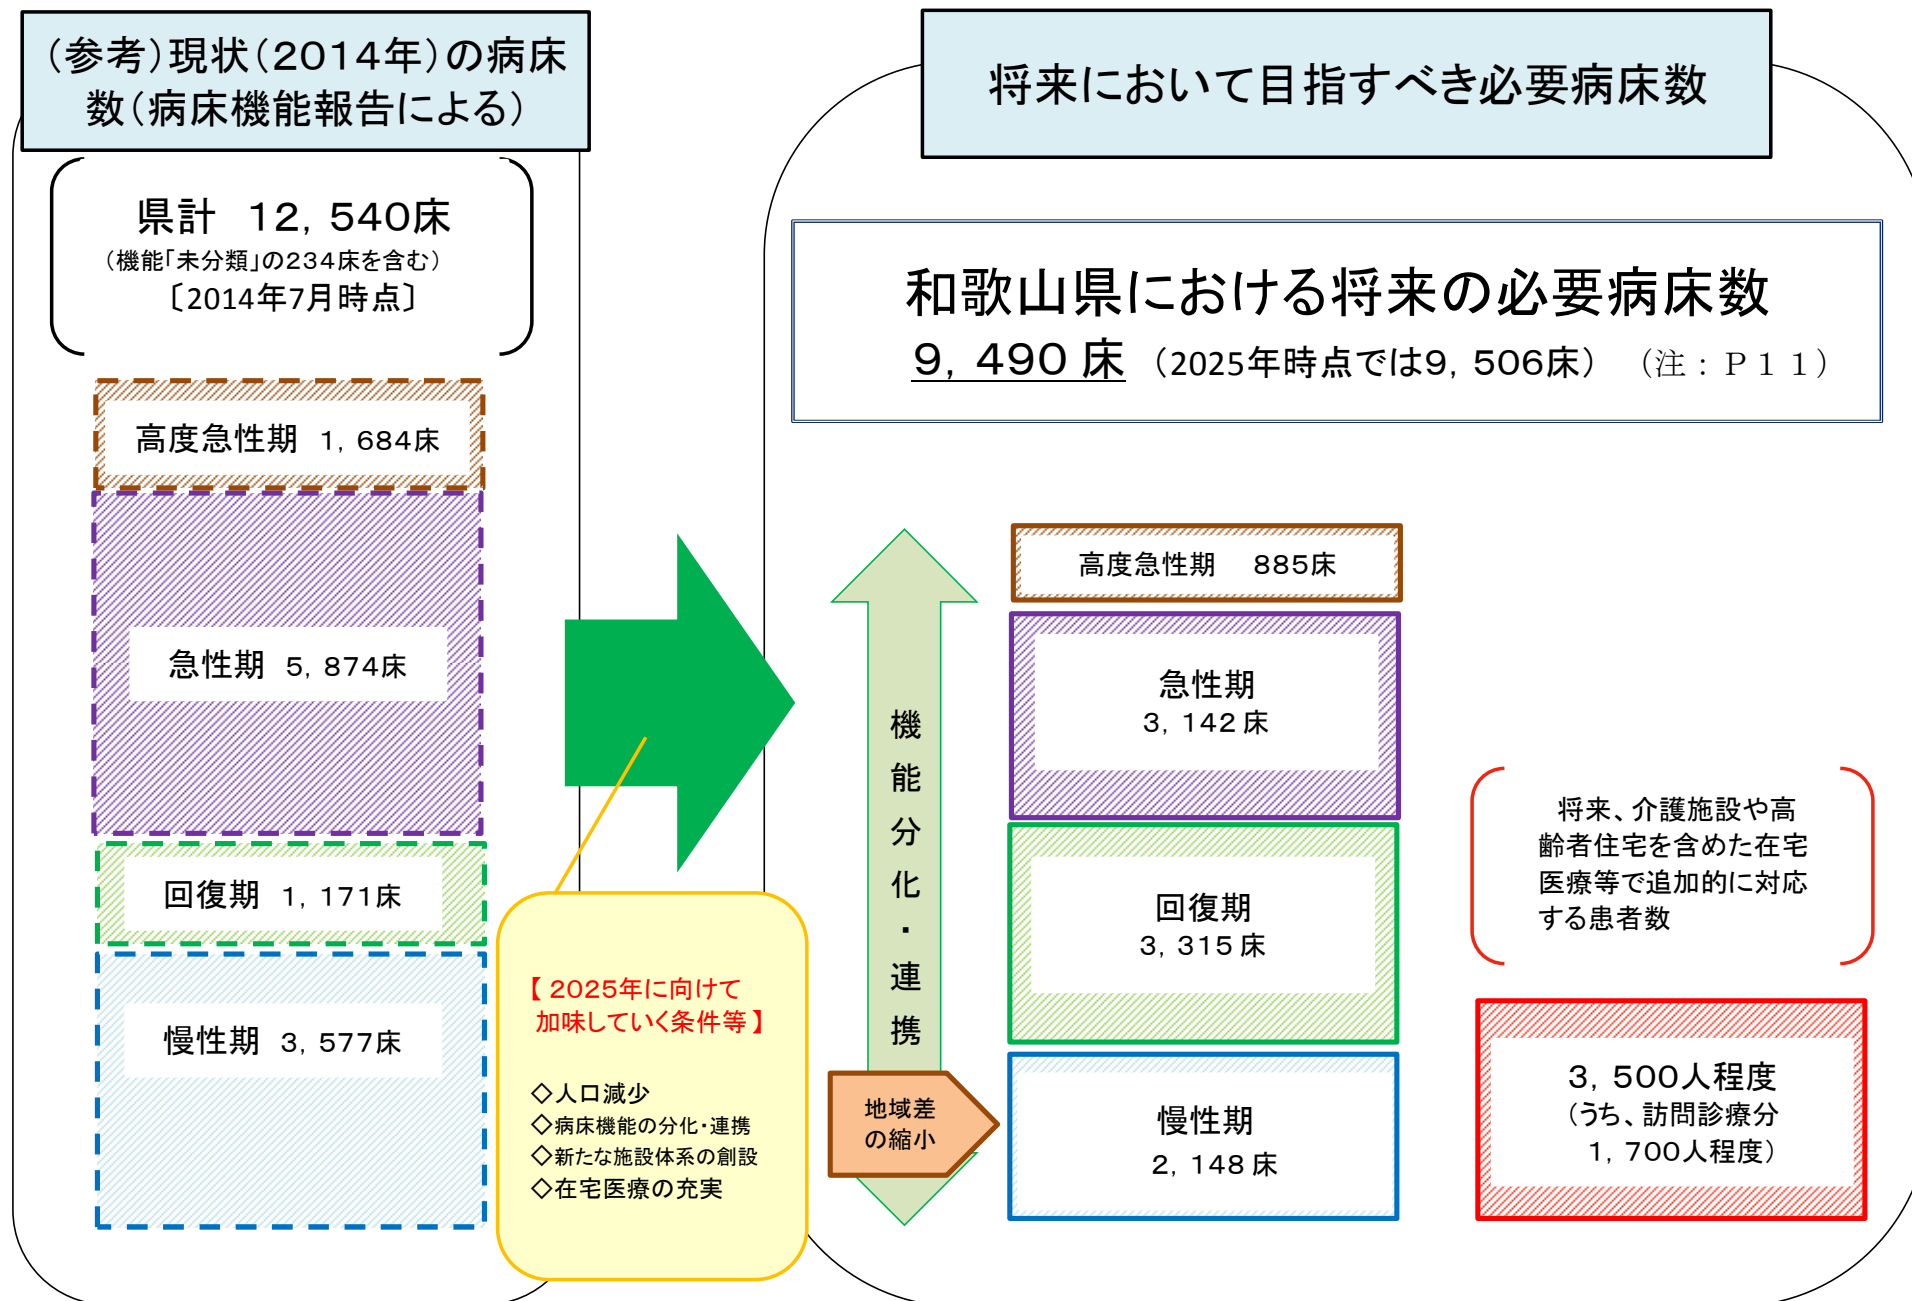 (参考)現状(2014年)の病床
数(病床機能報告による)
県計　12,540床
(機能「未分類」の234床を含む)
〔2014年7月時点〕
高度急性期　1,684床
急性期　5,874床
回復期　1,171床
慢性期　3,577床
【2025年に向けて
加味していく条件等】
◇人口減少
◇病床機能の分化・連携
◇新たな施設体系の創設
◇在宅医療の充実
将来において目指すべき必要病床数
和歌山県における将来の必要病床数
9,490 床　(2025年時点では9,506床)　(注：P11)
機能分化・連携
地域差
の縮小
高度急性期　885床
急性期
3,142床
回復期
3,315床
慢性期
2,148床
将来、介護施設や高
齢者住宅を含めた在宅
医療等で追加的に対応
する患者数
3,500人程度
(うち、訪問診療分
1,700人程度)